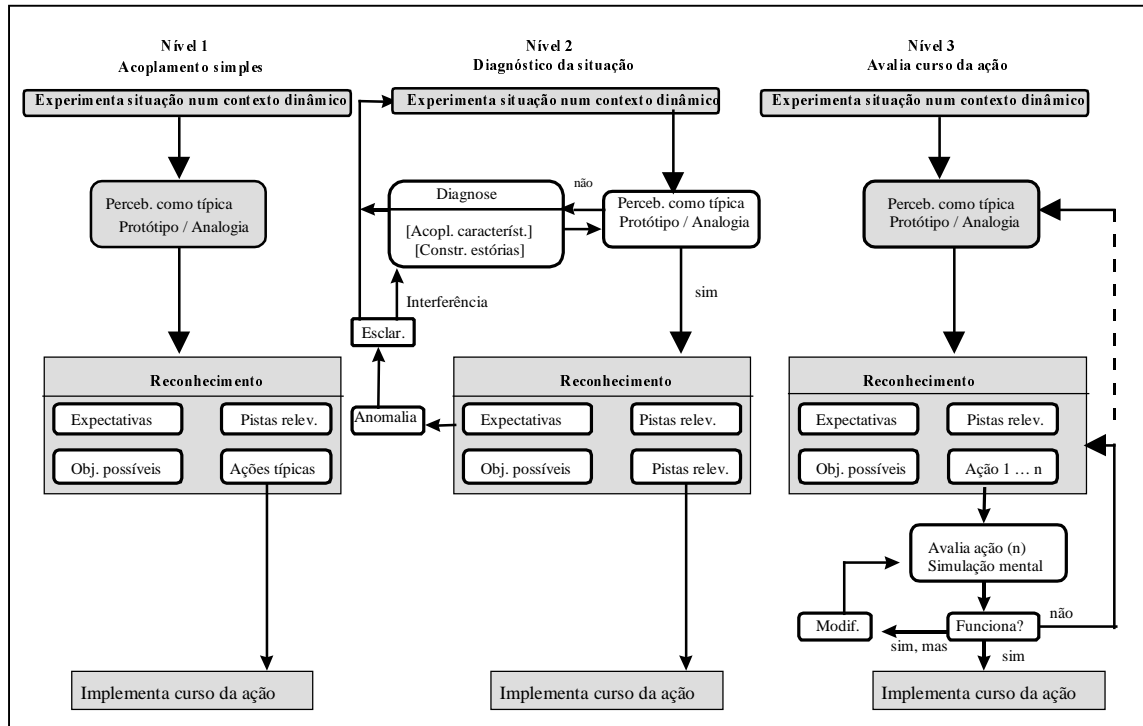 Nível 1
Acoplamento simples
Experimenta situação num contexto dinâmico
Perceb. como típica
Protótipo / Analogia
Reconhecimento
Expectativas
Pistas relev.
Obj. possíveis
Ações típicas
Implementa curso da ação
Nível 2
Diagnóstico da situação
Experimenta situação num contexto dinâmico
Diagnose
[Acopl. característ.]
[Constr. estórias]
não
Perceb. como típica
Protótipo / Analogia
sim
Interferência
Esclar.
Anomalia
Reconhecimento
Expectativas
Pistas relev.
Obj. possíveis
Pistas relev.
Implementa curso da ação
Nível 3
Avalia curso da ação
Experimenta situação num contexto dinâmico
Perceb. como típica
Protótipo / Analogia
Reconhecimento
Expectativas
Pistas relev.
Obj. possíveis
Ação 1 ... n
Avalia ação (n)
Simulação mental
Modif.
Funciona?
não
sim, mas
sim
Implementa curso da ação